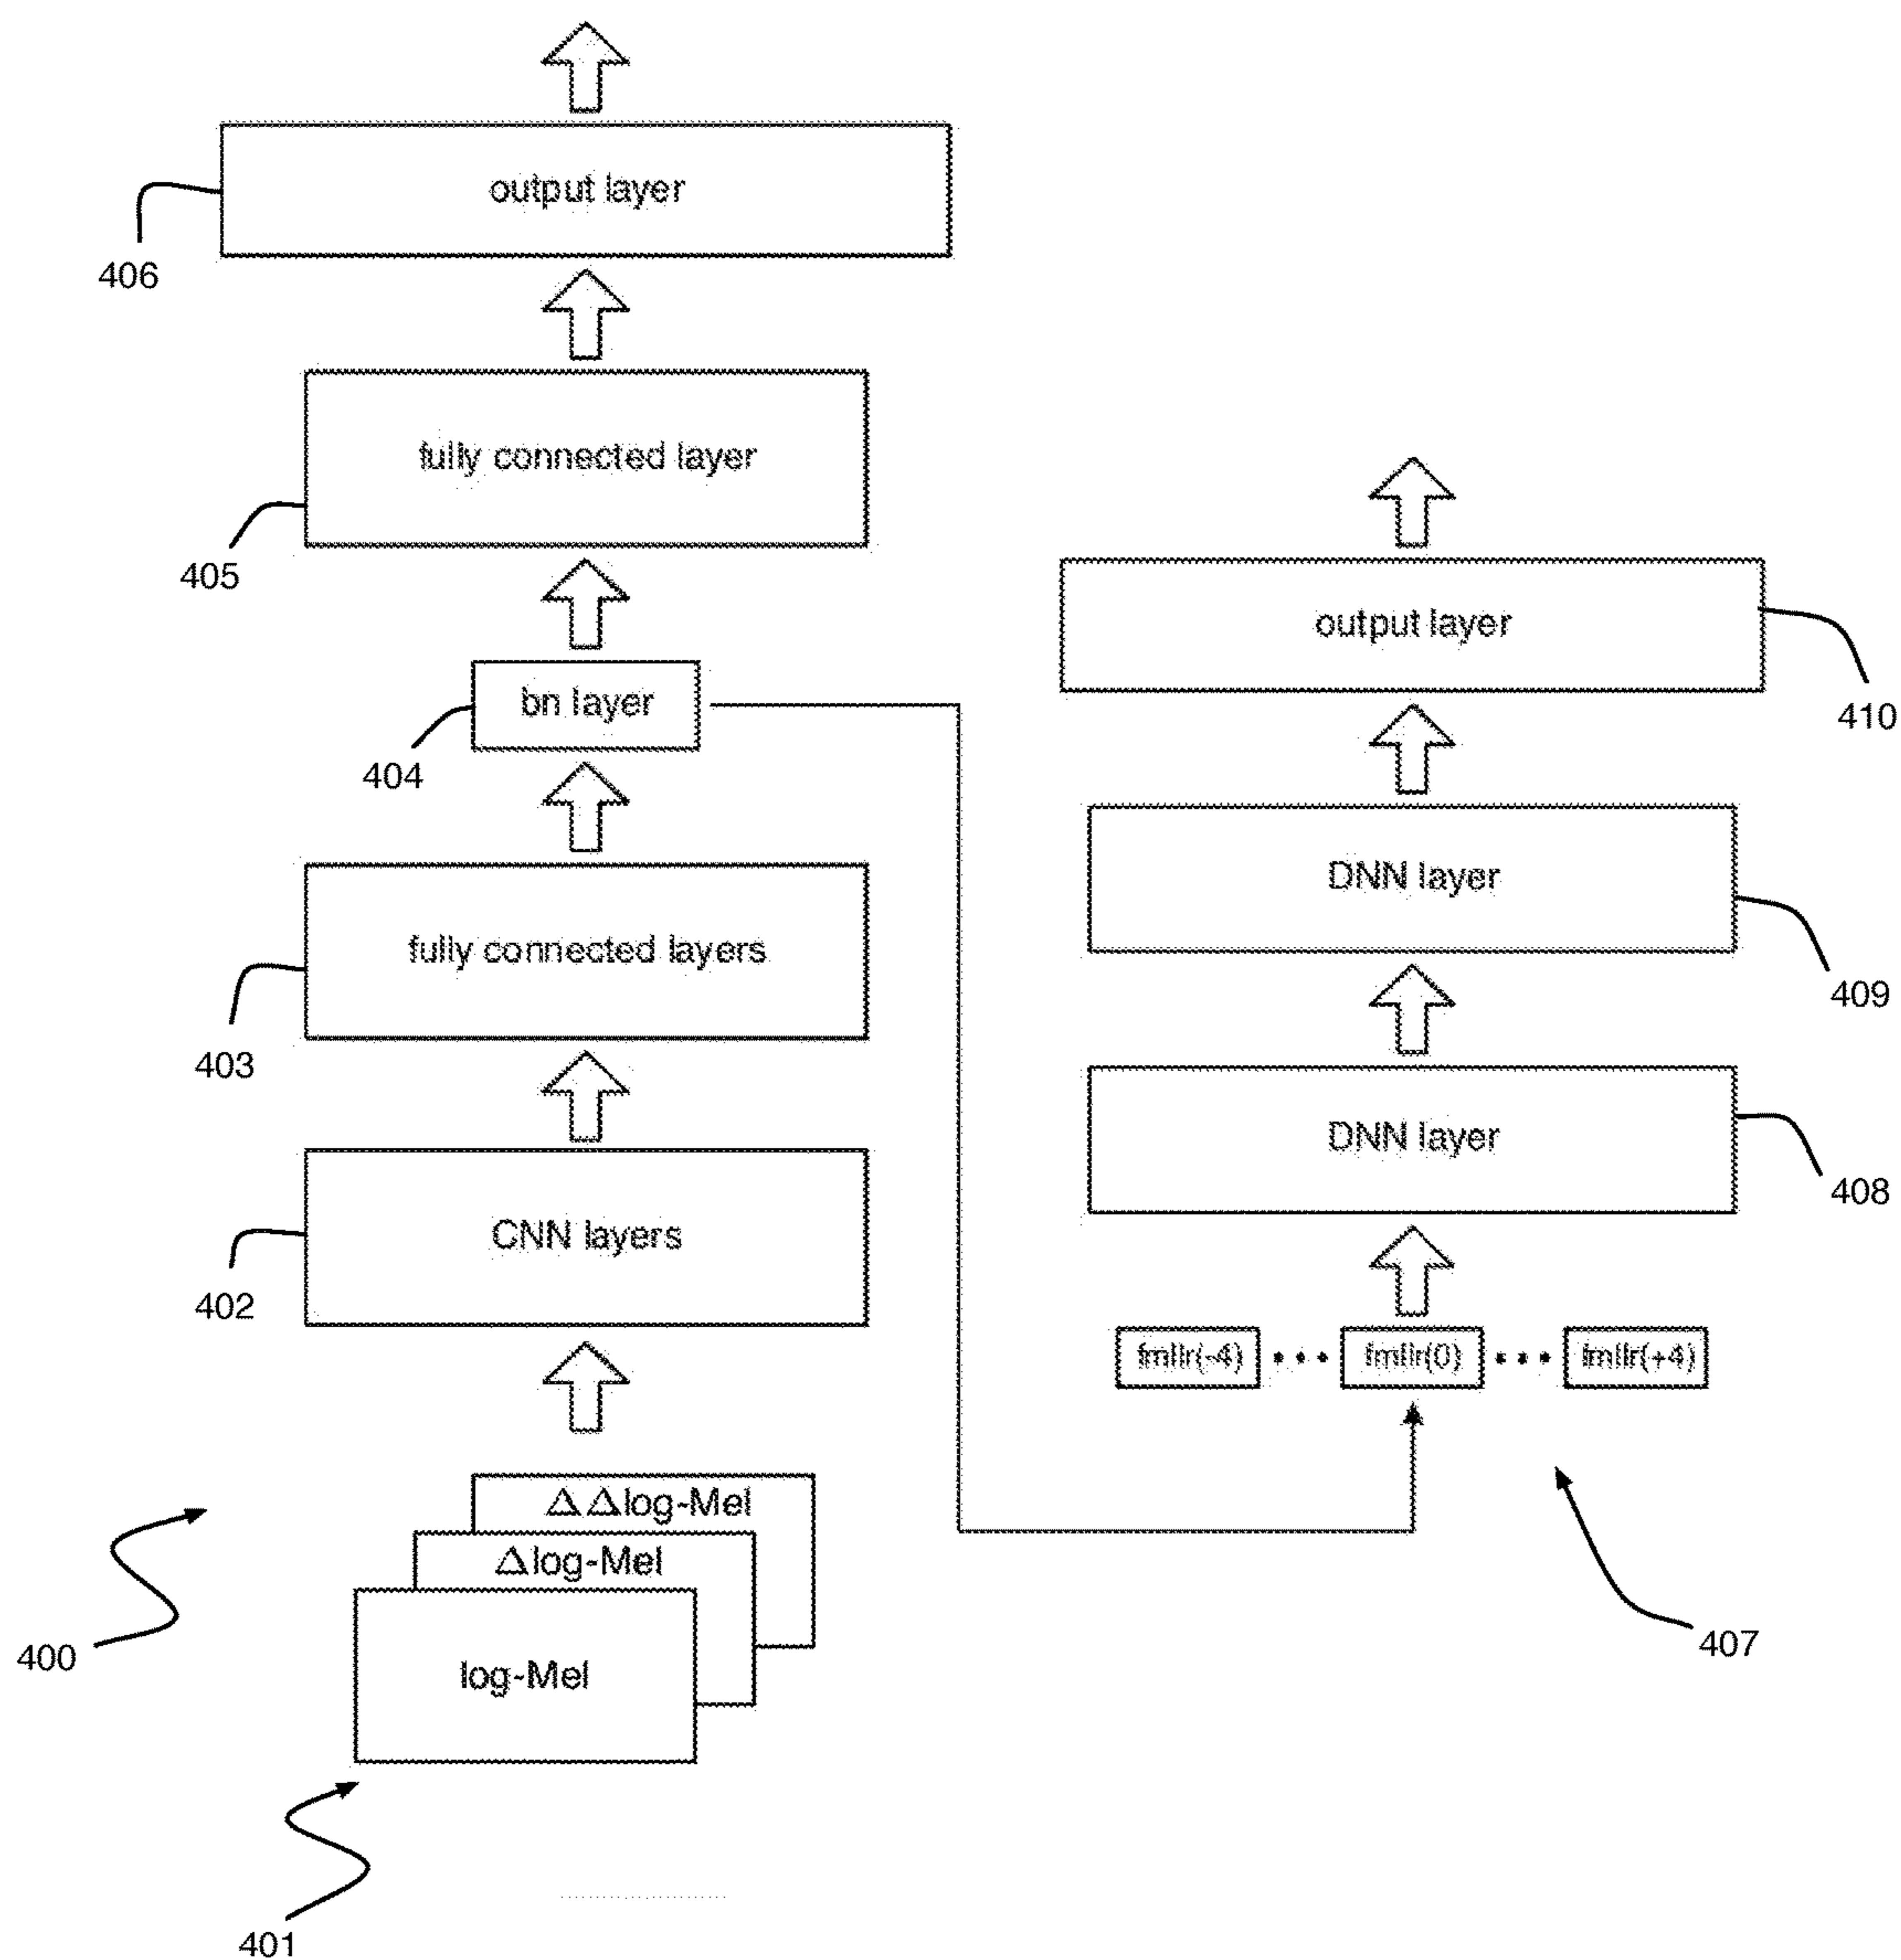 output layer
406
fully connected layer
405
bn layer
404
fully connected layers
403
CNN layers
402
ΔΔlog-Mel
Δlog-Mel
log-Mel
400
401
output layer
410
DNN layer
409
DNN layer
408
fmllr(-4) ••• fmllr(0) ••• fmllr(+4)
407